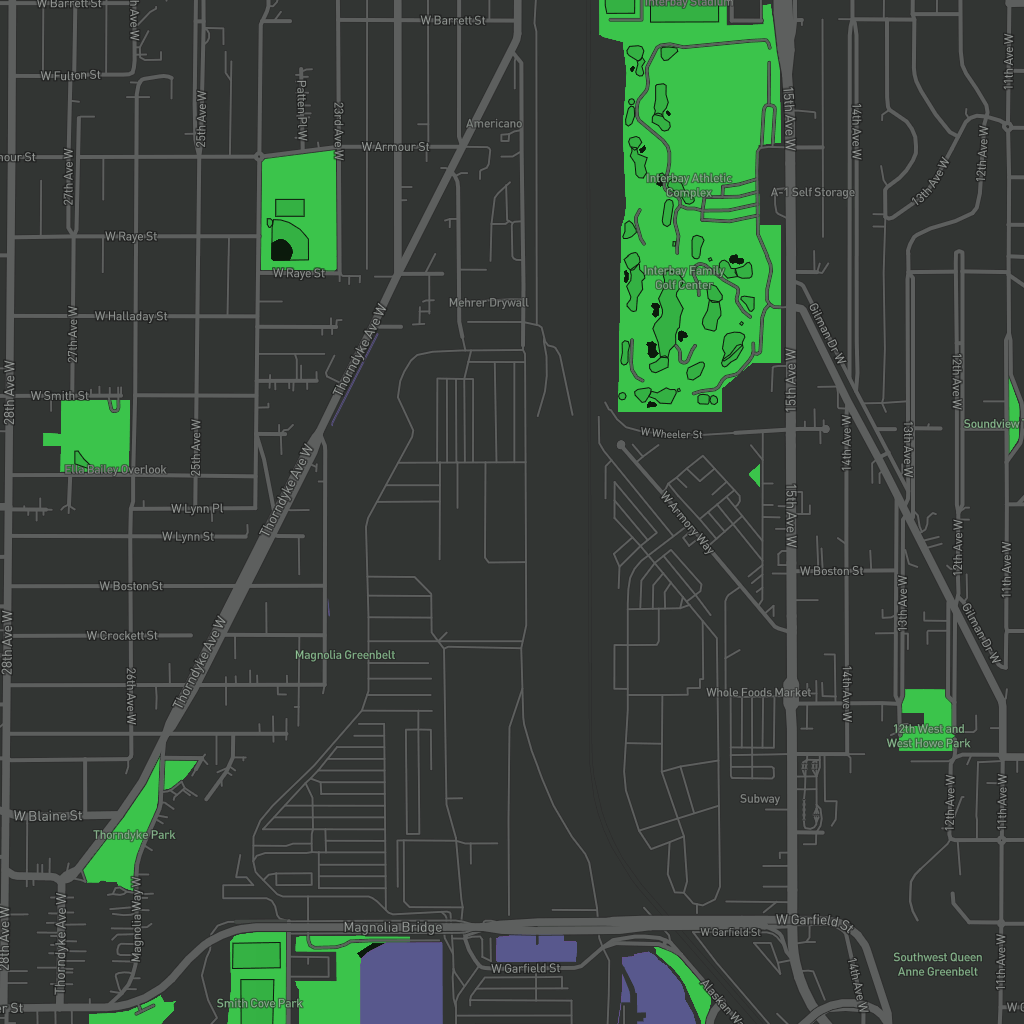 W Barrett St
W Barrett St
Interbay Stadium
W Fulton St
Patten Pl W
25th Ave W
23rd Ave W
15th Ave W
14th Ave W
11th Ave W
Americano
W Armour St
27th Ave W
12th Ave W
13th Ave W
Interbay Athletic
Complex
A-1 Self Storage
W Raye St
W Raye St
Interbay Family
Golf Center
Mehrer Drywall
W Halladay St
27th Ave W
Thorndyke Ave W
Gilman Dr W
28th Ave W
15th Ave W
12th Ave W
W Smith St
Soundview
W Wheeler St
25th Ave W
14th Ave W
13th Ave W
Ella Bailey Overlook
Thorndyke Ave W
W Lynn Pl
W Armory Way
15th Ave W
W Lynn St
12th Ave W
11th Ave W
W Boston St
W Boston St
13th Ave W
28th Ave W
W Crockett St
Thorndyke Ave W
Gilman Dr W
Magnolia Greenbelt
26th Ave W
14th Ave W
Whole Foods Market
12th West and
West Howe Park
Subway
12th Ave W
11th Ave W
W Blaine St
Thorndyke Park
Magnolia Way W
Thorndyke Ave W
28th Ave W
Magnolia Bridge
W Garfield St
W Garfield St
W Garfield St
Southwest Queen
Anne Greenbelt
14th Ave W
11th Ave W
Smith Cove Park